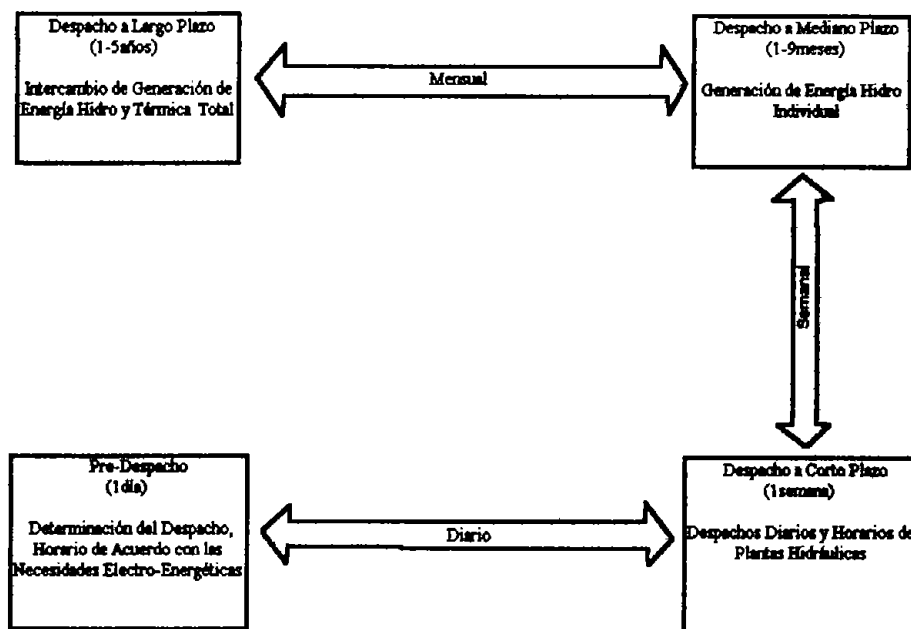 Despacho a Largo Plazo
(1-5años)
Intercambio de Generación de
Energía Hidro y Térmica Total
Mensual
Despacho a Mediano Plazo
(1-9meses)
Generación de Energía Hidro
Individual
Semanal
Pre-Despacho
(1día)
Determinación del Despacho,
Horario de Acuerdo con las
Necesidades Electro-Energéticas
Diario
Despacho a Corto Plazo
(1semana)
Despachos Diarios y Horarios de
Plantas Hidráulicas